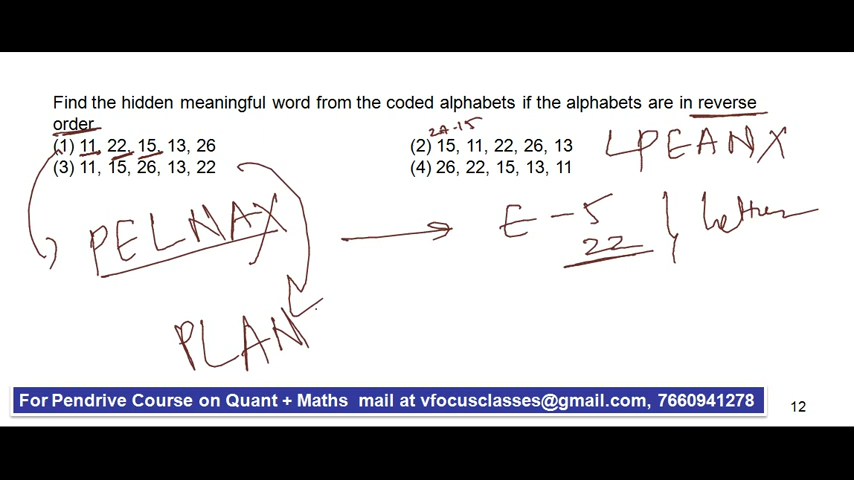 Find the hidden meaningful word from the coded alphabets if the alphabets are in reverse
order
(1) 11, 22, 15, 13, 26
(2) 15, 11, 22, 26, 13
(3) 11, 15, 26, 13, 22
(4) 26, 22, 15, 13, 11
LPEANX
PELNAX
E - 5
22
letter
PLAN
For Pendrive Course on Quant + Maths mail at vfocusclasses@gmail.com, 7660941278
12